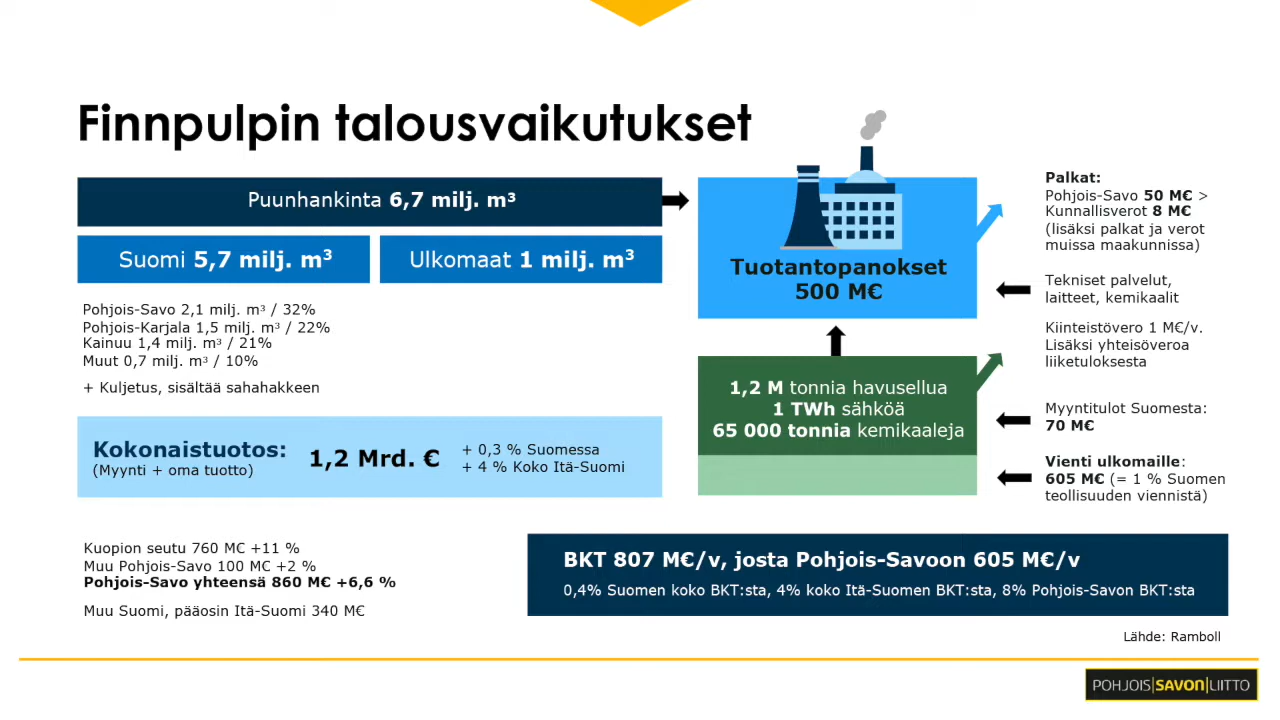 Finnpulpin talousvaikutukset
Puunhankinta 6,7 milj. m³
Suomi 5,7 milj. m³
Ulkomaat 1 milj. m³
Pohjois-Savo 2,1 milj. m³ / 32%
Pohjois-Karjala 1,5 milj. m³ / 22%
Kainuu 1,4 milj. m³ / 21%
Muut 0,7 milj. m³ / 10%
+ Kuljetus, sisältää sahahakkeen
Kokonaistuotos:
(Myynti + oma tuotto)
1,2 Mrd. €
+ 0,3 % Suomessa
+ 4 % Koko Itä-Suomi
Kuopion seutu 760 M€ +11 %
Muu Pohjois-Savo 100 M€ +2 %
Pohjois-Savo yhteensä 860 M€ +6,6 %
Muu Suomi, pääosin Itä-Suomi 340 M€
Tuotantopanokset
500 M€
1,2 M tonnia havusellua
1 TWh sähköä
65 000 tonnia kemikaaleja
Palkat:
Pohjois-Savo 50 M€ >
Kunnallisverot 8 M€
(lisäksi palkat ja verot
muissa maakunnissa)
Tekniset palvelut,
laitteet, kemikaalit
Kiinteistövero 1 M€/v.
Lisäksi yhteisöveroa
liiketuloksesta
Myyntitulot Suomesta:
70 M€
Vienti ulkomaille:
605 M€ (= 1 % Suomen
teollisuuden viennistä)
BKT 807 M€/v, josta Pohjois-Savoon 605 M€/v
0,4% Suomen koko BKT:sta, 4% koko Itä-Suomen BKT:sta, 8% Pohjois-Savon BKT:sta
Lähde: Ramboll
POHJOIS|SAVON|LIITTO